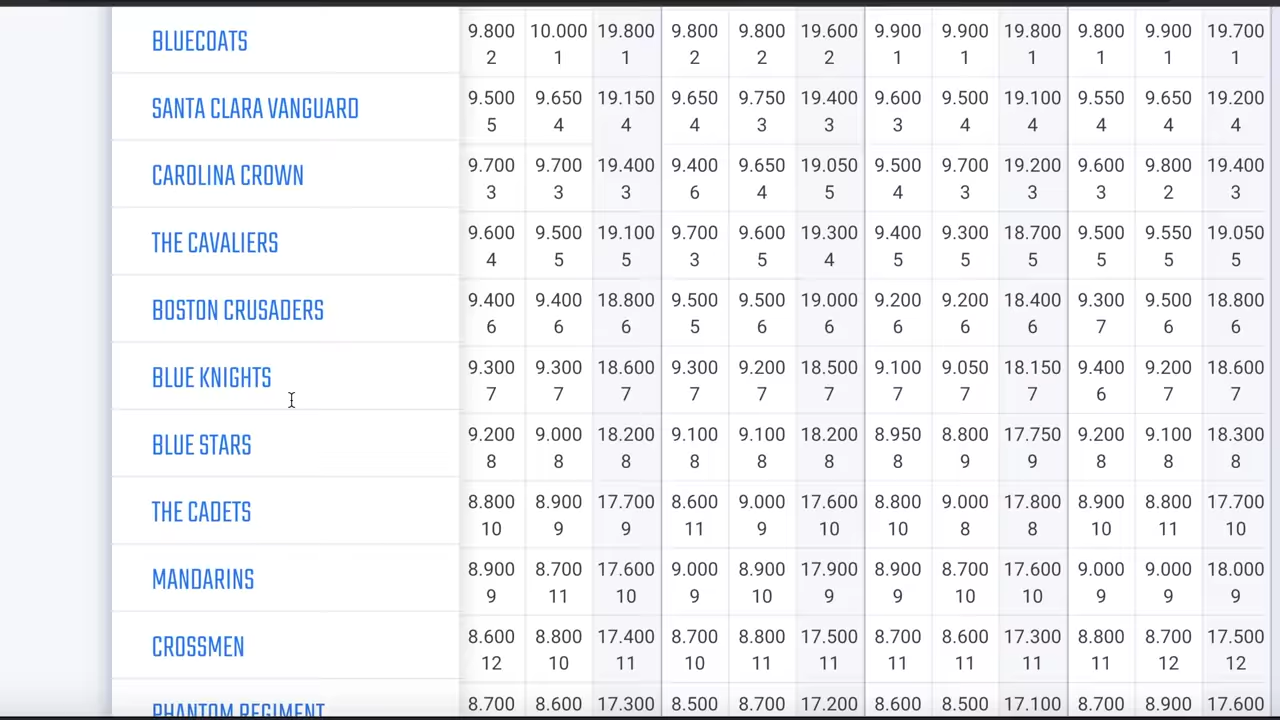 BLUECOATS 9.800 10.000 19.800 9.800 9.800 19.600 9.900 9.900 19.800 9.800 9.900 19.700
2 1 1 2 2 2 1 1 1 1 1 1
SANTA CLARA VANGUARD 9.500 9.650 19.150 9.650 9.750 19.400 9.600 9.500 19.100 9.550 9.650 19.200
5 4 4 4 3 3 3 4 4 4 4 4
CAROLINA CROWN 9.700 9.700 19.400 9.400 9.650 19.050 9.500 9.700 19.200 9.600 9.800 19.400
3 3 3 6 4 5 4 3 3 3 2 3
THE CAVALIERS 9.600 9.500 19.100 9.700 9.600 19.300 9.400 9.300 18.700 9.500 9.550 19.050
4 5 5 3 5 4 5 5 5 5 5 5
BOSTON CRUSADERS 9.400 9.400 18.800 9.500 9.500 19.000 9.200 9.200 18.400 9.300 9.500 18.800
6 6 6 5 6 6 6 6 6 7 6 6
BLUE KNIGHTS 9.300 9.300 18.600 9.300 9.200 18.500 9.100 9.050 18.150 9.400 9.200 18.600
7 7 7 7 7 7 7 7 7 6 7 7
BLUE STARS 9.200 9.000 18.200 9.100 9.100 18.200 8.950 8.800 17.750 9.200 9.100 18.300
8 8 8 8 8 8 8 9 9 8 8 8
THE CADETS 8.800 8.900 17.700 8.600 9.000 17.600 8.800 9.000 17.800 8.900 8.800 17.700
10 9 9 11 9 10 10 8 8 10 11 10
MANDARINS 8.900 8.700 17.600 9.000 8.900 17.900 8.900 8.700 17.600 9.000 9.000 18.000
9 11 10 9 10 9 9 10 10 9 9 9
CROSSMEN 8.600 8.800 17.400 8.700 8.800 17.500 8.700 8.600 17.300 8.800 8.700 17.500
12 10 11 10 11 11 11 11 11 11 12 12
PHANTOM REGIMENT 8.700 8.600 17.300 8.500 8.700 17.200 8.600 8.500 17.100 8.700 8.900 17.600